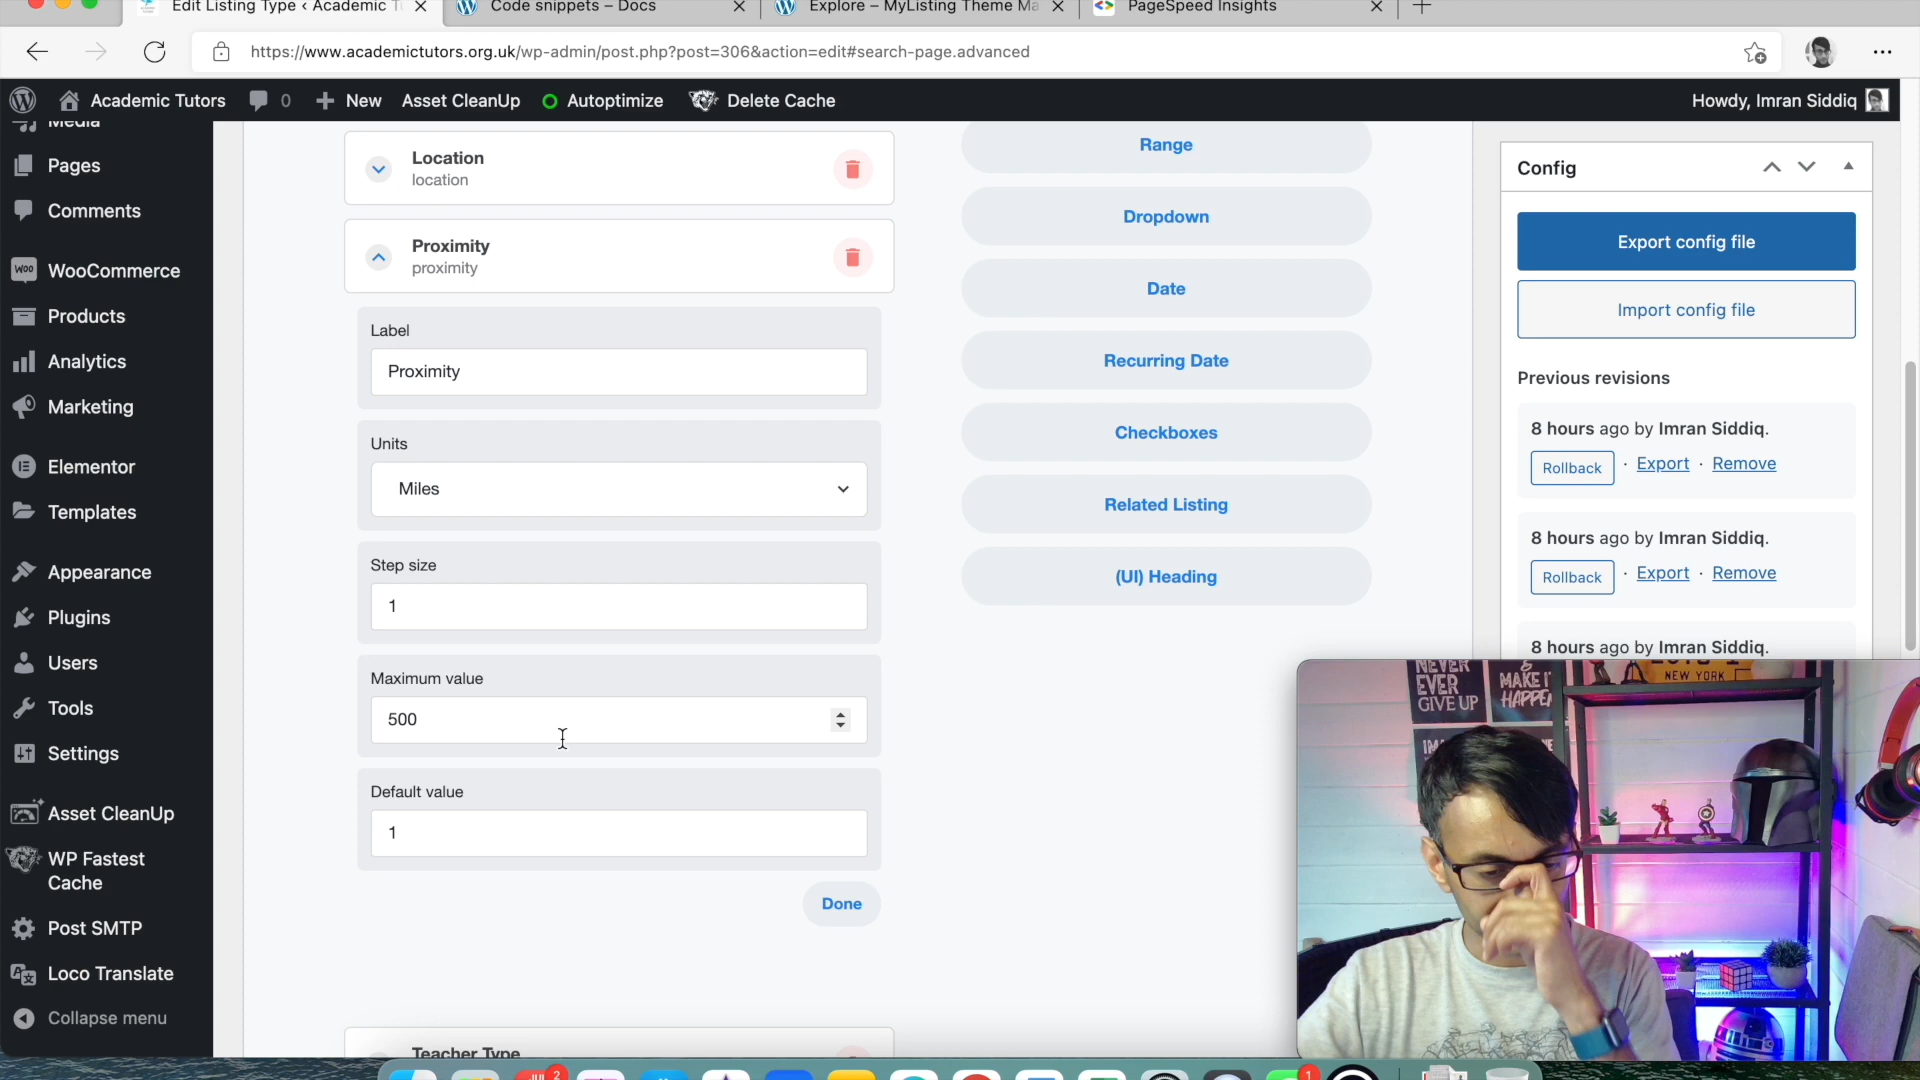 Edit Listing Type ‹ Academic T
Code snippets – Docs
Explore – MyListing Theme Ma
PageSpeed Insights
https://www.academictutors.org.uk/wp-admin/post.php?post=306&action=edit#search-page.advanced
Academic Tutors
0
New
Asset CleanUp
Autoptimize
Delete Cache
Howdy, Imran Siddiq
Media
Pages
Comments
WooCommerce
Products
Analytics
Marketing
Elementor
Templates
Appearance
Plugins
Users
Tools
Settings
Asset CleanUp
WP Fastest
Cache
Post SMTP
Loco Translate
Collapse menu
Location
location
Proximity
proximity
Label
Proximity
Units
Miles
Step size
1
Maximum value
500
Default value
1
Done
Teacher Type
Range
Dropdown
Date
Recurring Date
Checkboxes
Related Listing
(UI) Heading
Config
Export config file
Import config file
Previous revisions
8 hours ago by Imran Siddiq.
Rollback · Export · Remove
8 hours ago by Imran Siddiq.
Rollback · Export · Remove
8 hours ago by Imran Siddiq.
NEVER
EVER
GIVE UP
MAKE IT
HAPPEN
NEW YORK
2
1